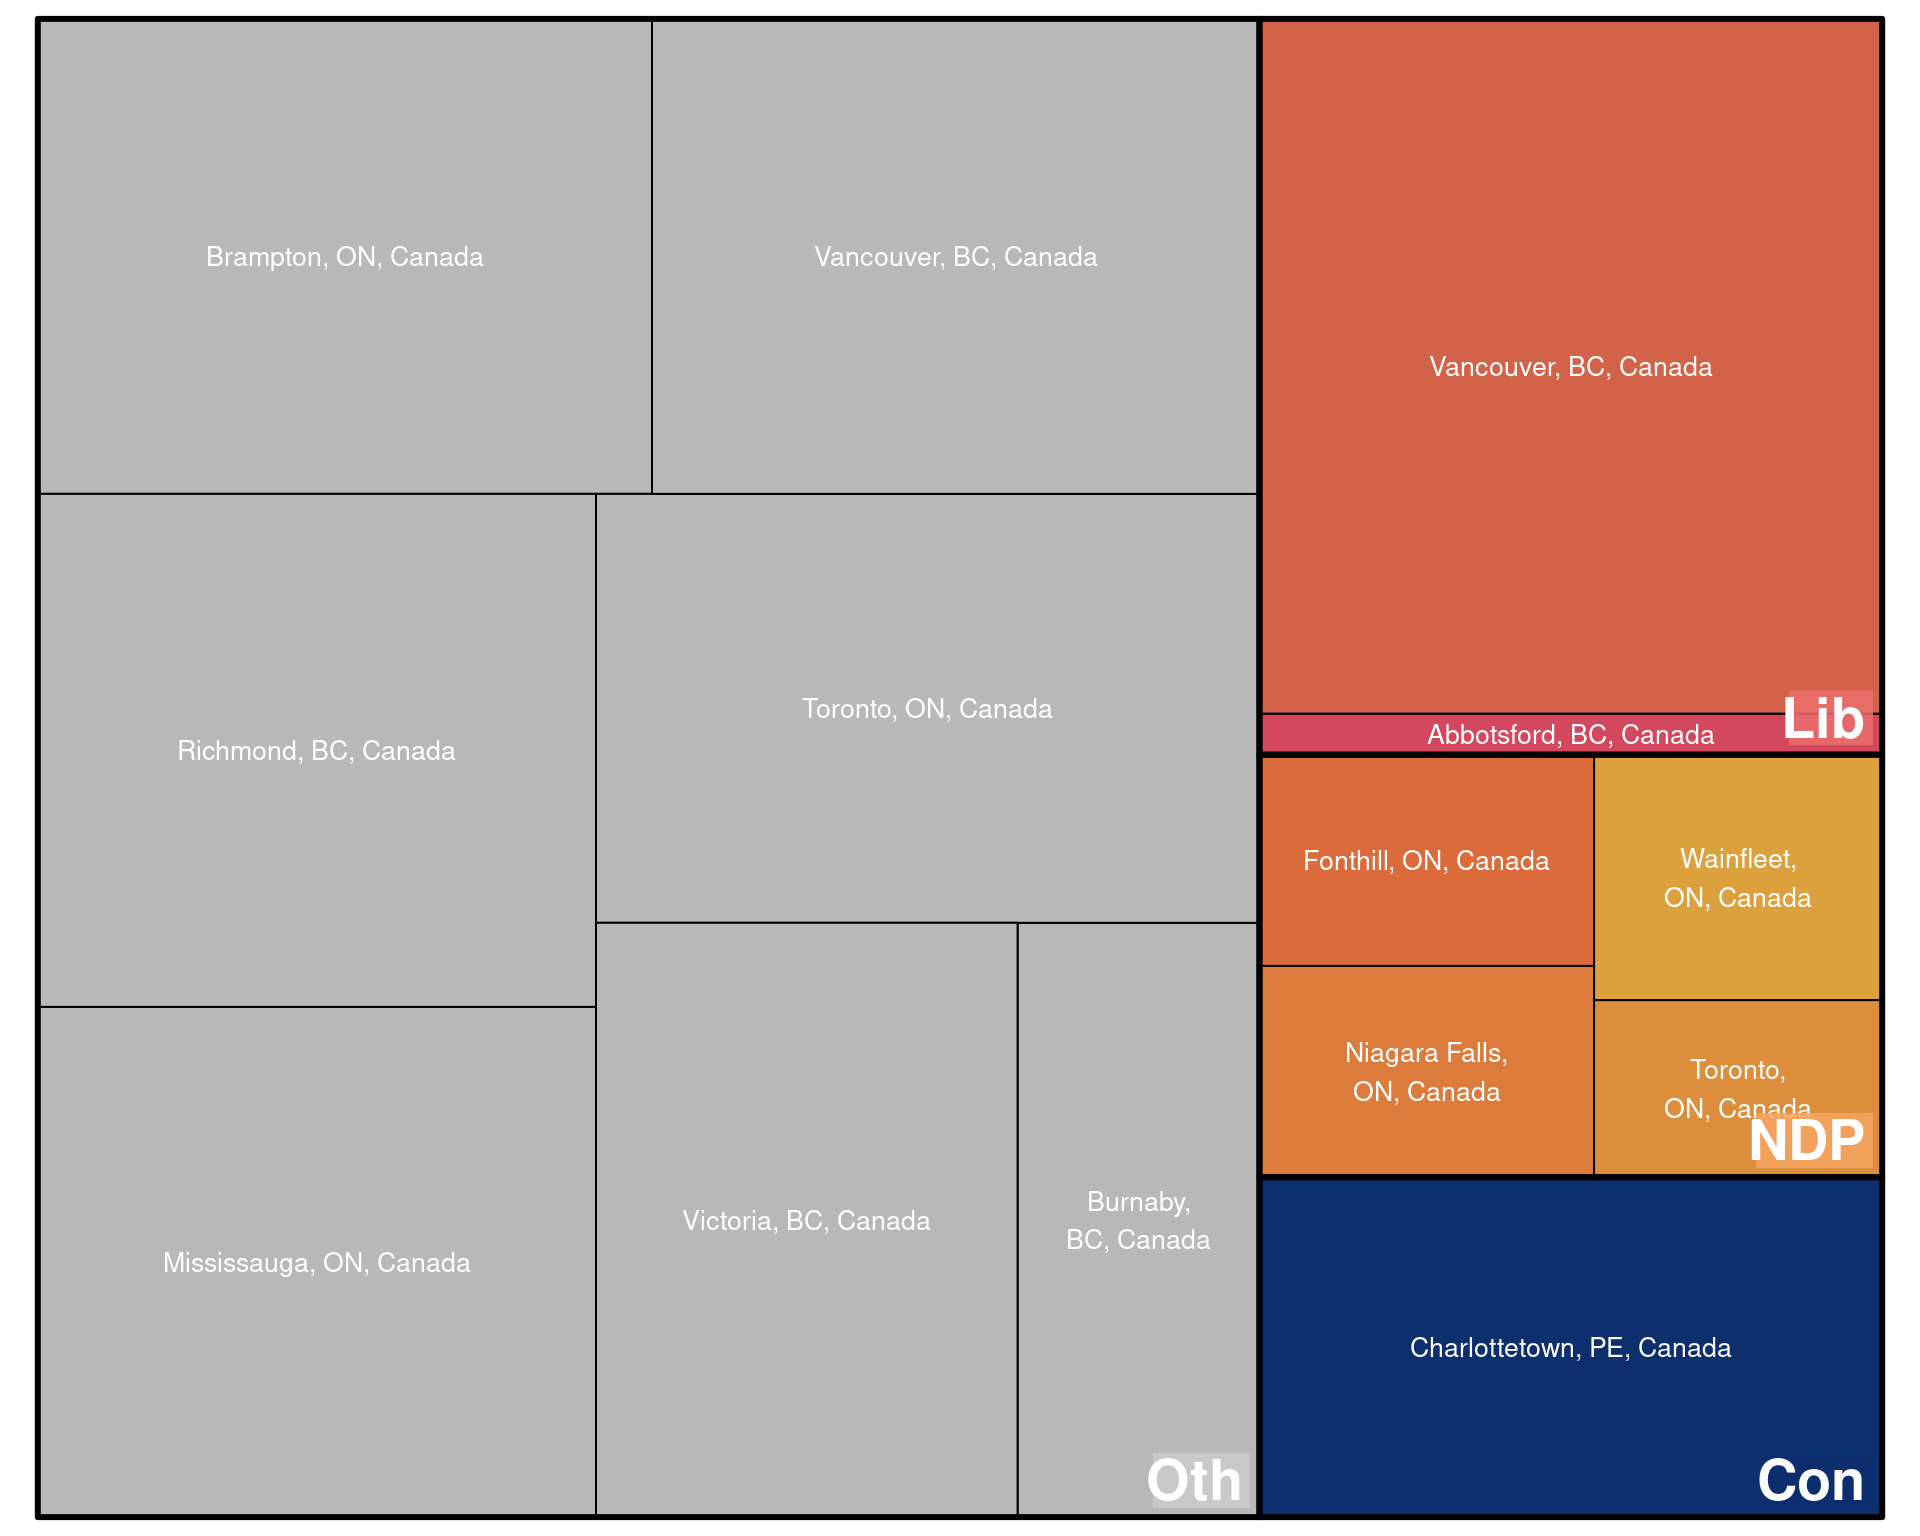 Brampton, ON, Canada
Vancouver, BC, Canada
Richmond, BC, Canada
Toronto, ON, Canada
Mississauga, ON, Canada
Victoria, BC, Canada
Burnaby,
BC, Canada
Oth
Vancouver, BC, Canada
Abbotsford, BC, Canada
Lib
Fonthill, ON, Canada
Wainfleet,
ON, Canada
Niagara Falls,
ON, Canada
Toronto,
ON, Canada
NDP
Charlottetown, PE, Canada
Con